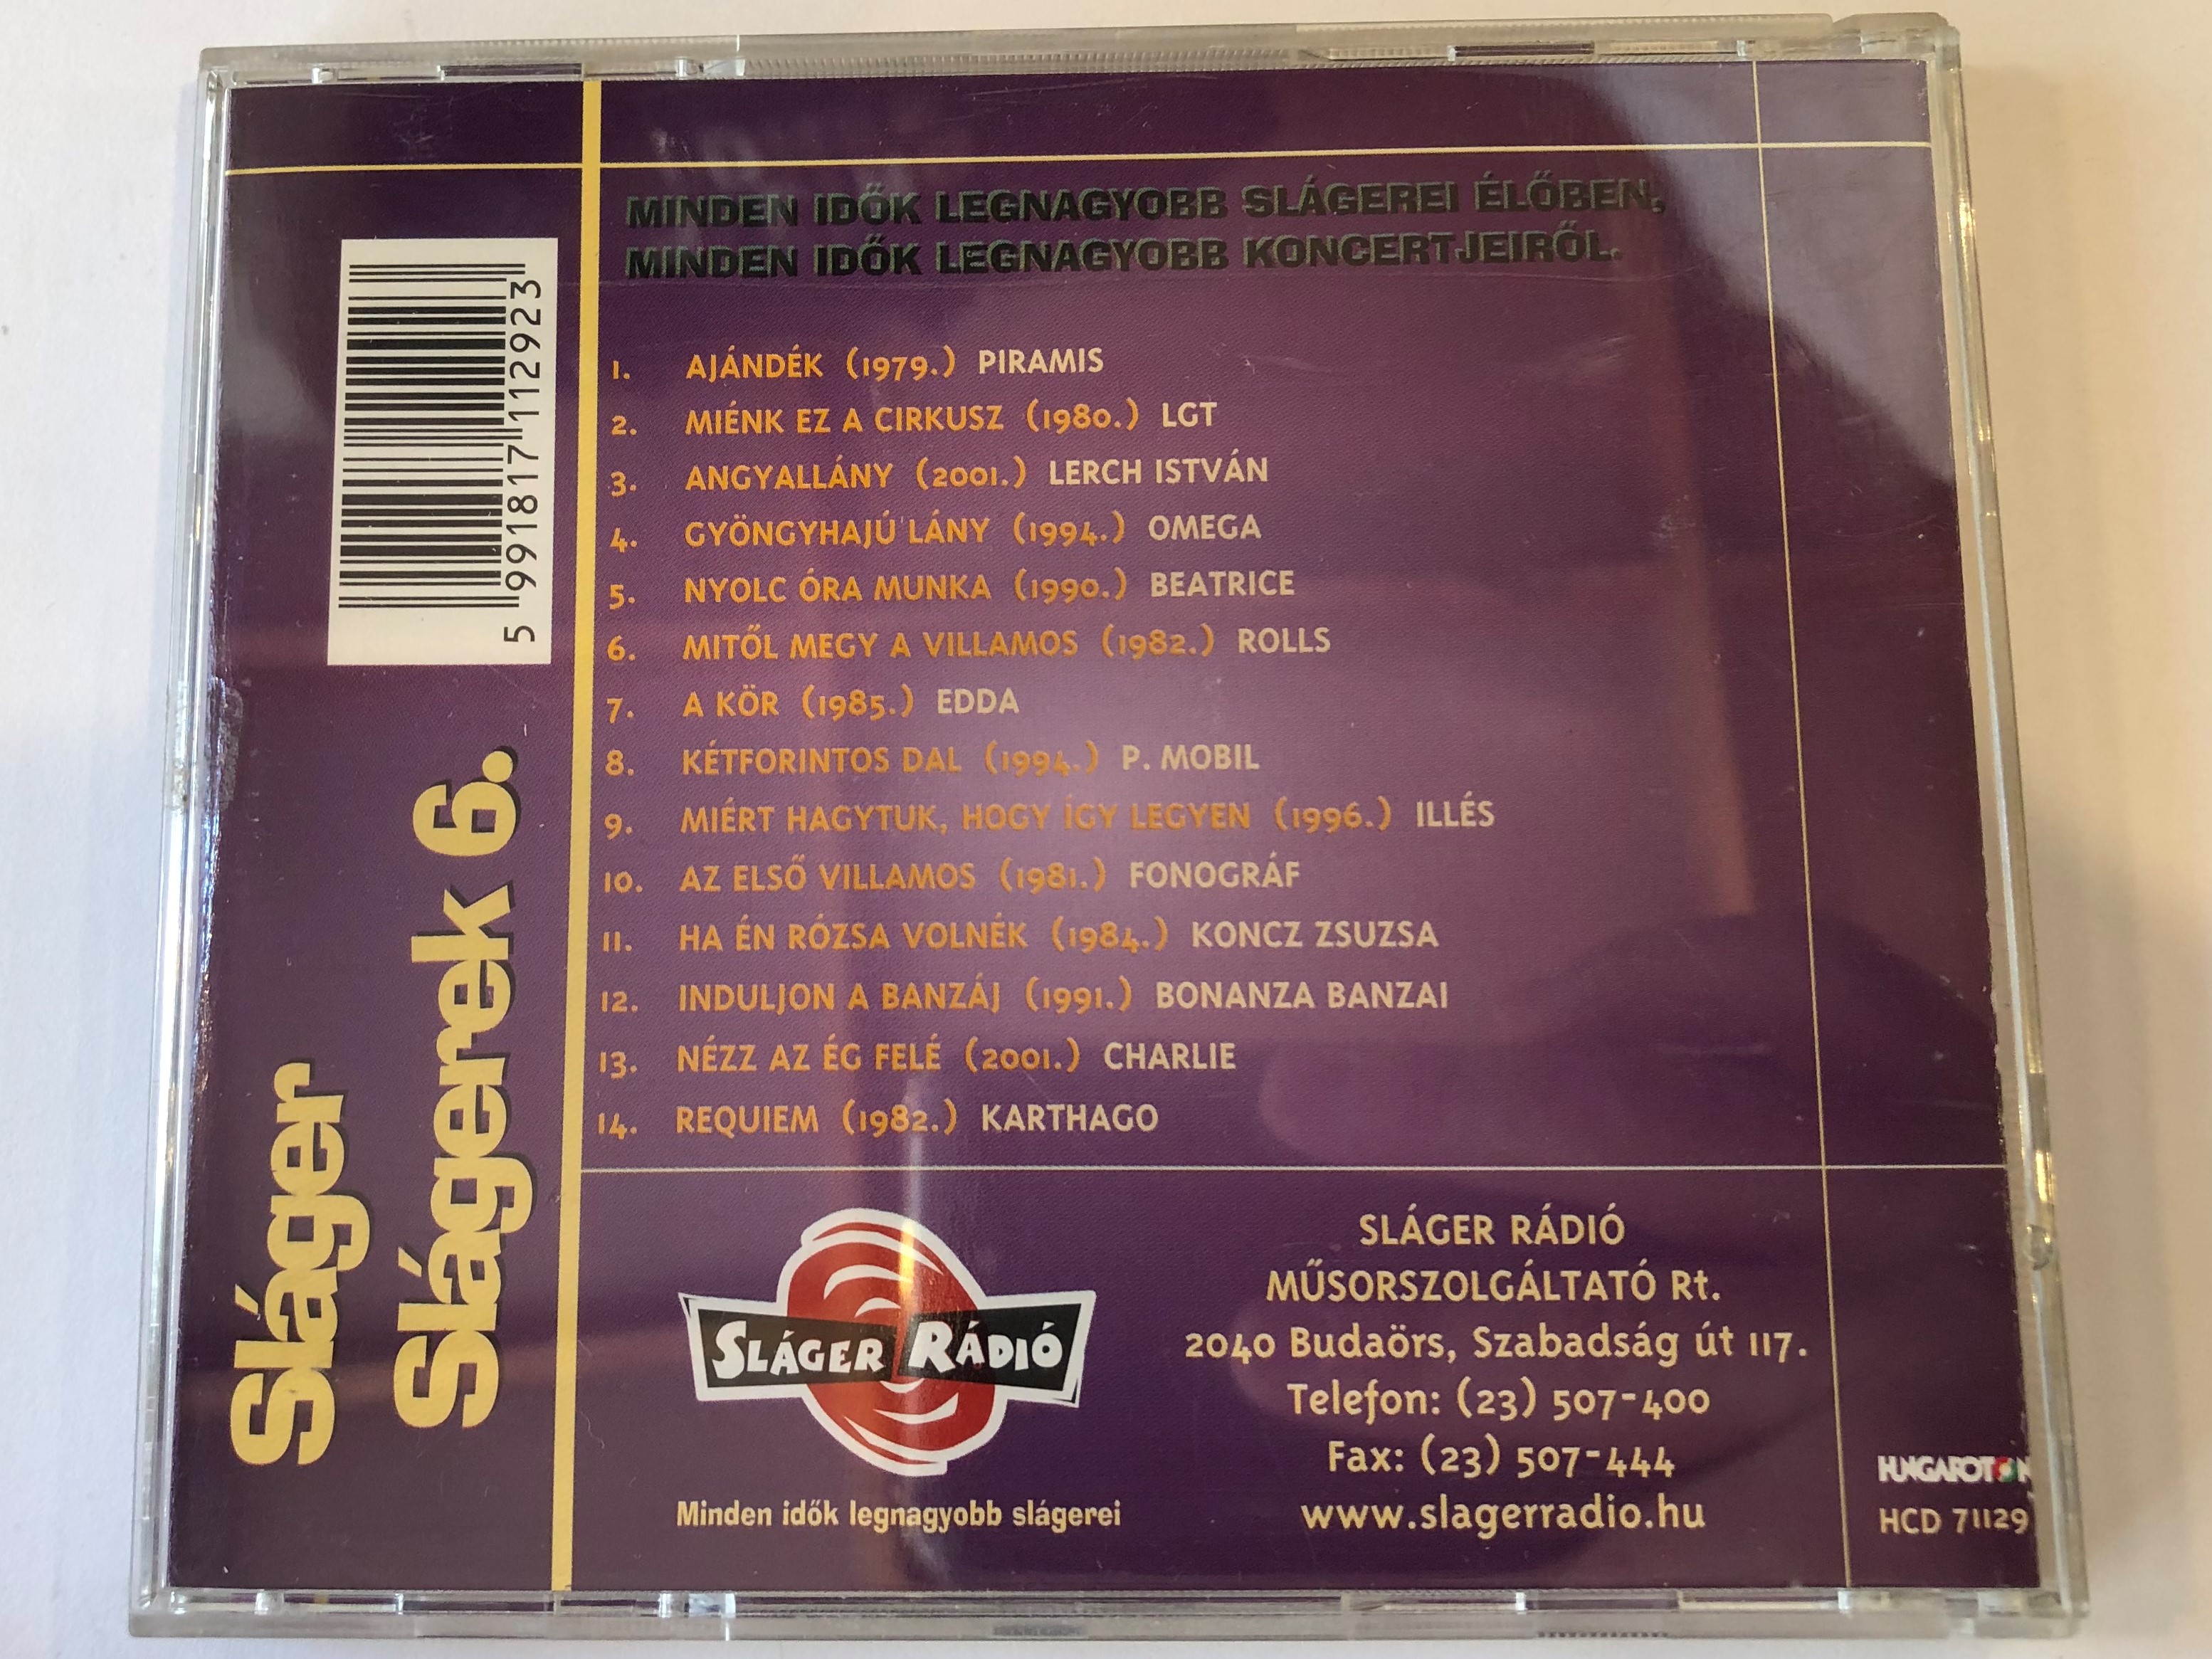 MINDEN IDŐK LEGNAGYOBB SLÁGEREI ÉLŐBEN,
MINDEN IDŐK LEGNAGYOBB KONCERTJEIRŐL.
1. AJÁNDÉK (1979.) PIRAMIS
2. MIÉNK EZ A CIRKUSZ (1980.) LGT
3. ANGYALLÁNY (2001.) LERCH ISTVÁN
4. GYÖNGYHAJÚ LÁNY (1994.) OMEGA
5. NYOLC ÓRA MUNKA (1990.) BEATRICE
6. MITŐL MEGY A VILLAMOS (1982.) ROLLS
7. A KÖR (1985.) EDDA
8. KÉTFORINTOS DAL (1994.) P. MOBIL
9. MIÉRT HAGYTUK, HOGY ÍGY LEGYEN (1996.) ILLÉS
10. AZ ELSŐ VILLAMOS (1981.) FONOGRÁF
11. HA ÉN RÓZSA VOLNÉK (1984.) KONCZ ZSUZSA
12. INDULJON A BANZÁJ (1991.) BONANZA BANZAI
13. NÉZZ AZ ÉG FELÉ (2001.) CHARLIE
14. REQUIEM (1982.) KARTHAGO
5 991817 112923
Sláger
Slágerek 6.
SLÁGER RÁDIÓ
Minden idők legnagyobb slágerei
SLÁGER RÁDIÓ
MŰSORSZOLGÁLTATÓ Rt.
2040 Budaörs, Szabadság út 117.
Telefon: (23) 507-400
Fax: (23) 507-444
www.slagerradio.hu
HUNGAROTON
HCD 71129